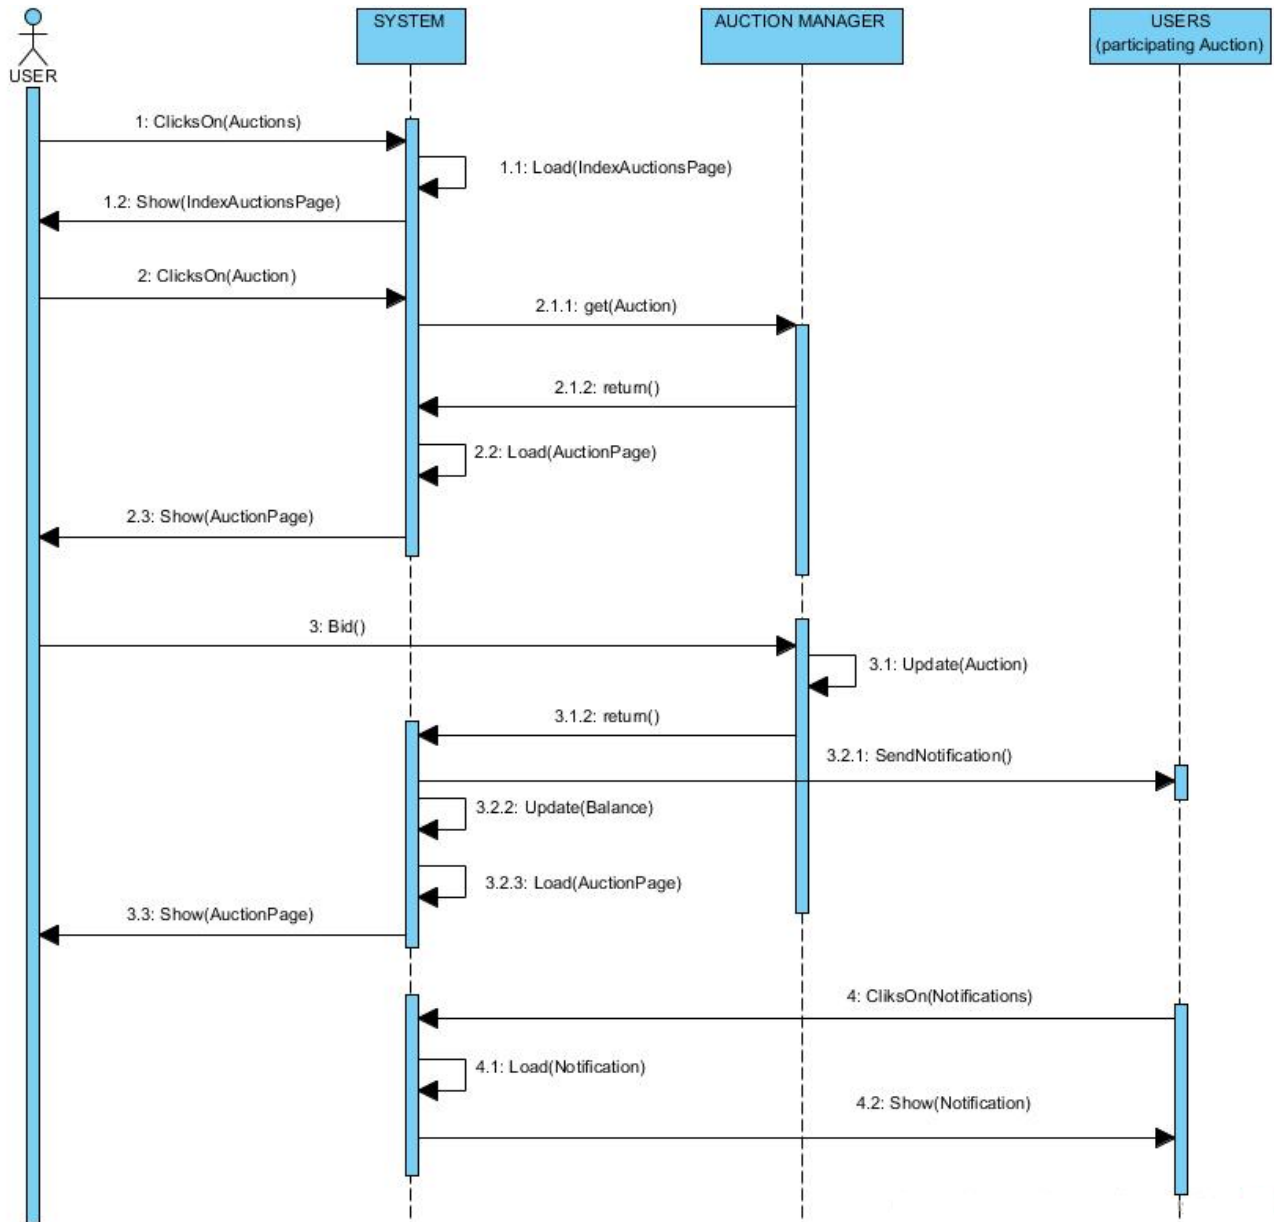 USER
SYSTEM
AUCTION MANAGER
USERS
(participating Auction)
1: ClicksOn(Auctions)
1.1: Load(IndexAuctionsPage)
1.2: Show(IndexAuctionsPage)
2: ClicksOn(Auction)
2.1.1: get(Auction)
2.1.2: return()
2.2: Load(AuctionPage)
2.3: Show(AuctionPage)
3: Bid()
3.1: Update(Auction)
3.1.2: return()
3.2.1: SendNotification()
3.2.2: Update(Balance)
3.2.3: Load(AuctionPage)
3.3: Show(AuctionPage)
4: CliksOn(Notifications)
4.1: Load(Notification)
4.2: Show(Notification)